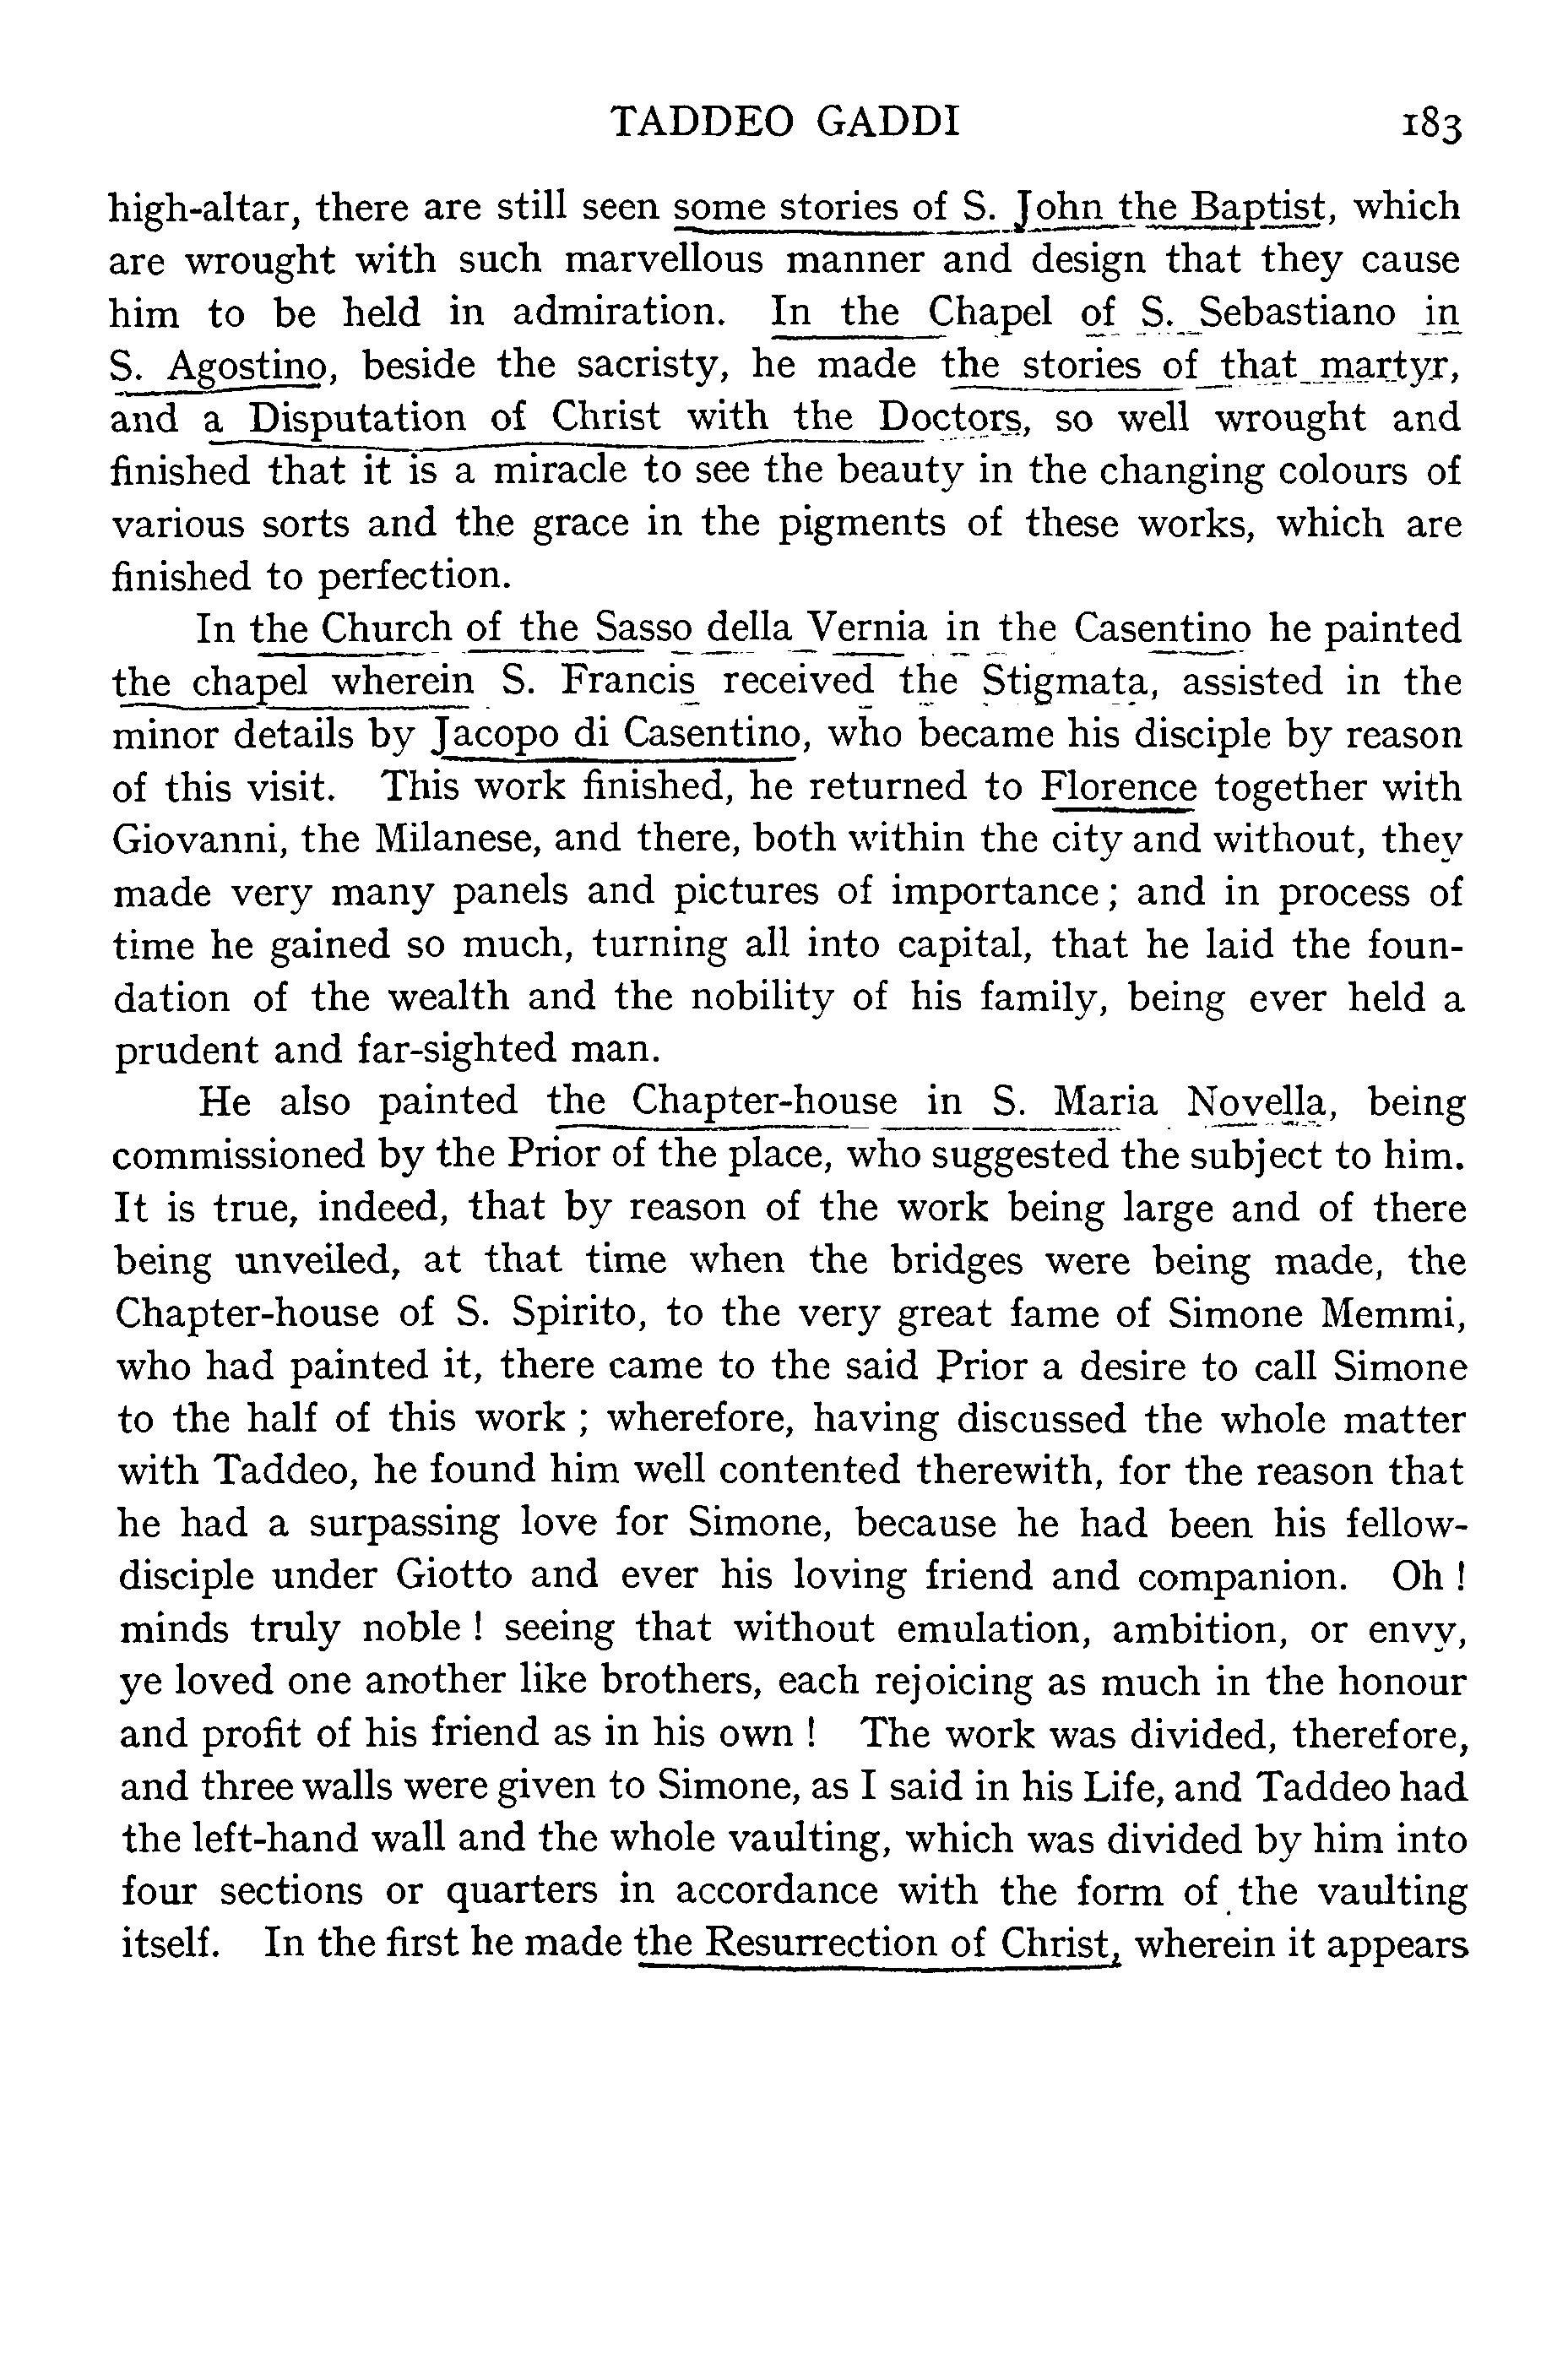 TADDEO GADDI 183
high-altar, there are still seen some stories of S. John the Baptist, which
are wrought with such marvellous manner and design that they cause
him to be held in admiration. In the Chapel of S. Sebastiano in
S. Agostino, beside the sacristy, he made the stories of that martyr,
and a Disputation of Christ with the Doctors, so well wrought and
finished that it is a miracle to see the beauty in the changing colours of
various sorts and the grace in the pigments of these works, which are
finished to perfection.
In the Church of the Sasso della Vernia in the Casentino he painted
the chapel wherein S. Francis received the Stigmata, assisted in the
minor details by Jacopo di Casentino, who became his disciple by reason
of this visit. This work finished, he returned to Florence together with
Giovanni, the Milanese, and there, both within the city and without, they
made very many panels and pictures of importance; and in process of
time he gained so much, turning all into capital, that he laid the foun-
dation of the wealth and the nobility of his family, being ever held a
prudent and far-sighted man.
He also painted the Chapter-house in S. Maria Novella, being
commissioned by the Prior of the place, who suggested the subject to him.
It is true, indeed, that by reason of the work being large and of there
being unveiled, at that time when the bridges were being made, the
Chapter-house of S. Spirito, to the very great fame of Simone Memmi,
who had painted it, there came to the said Prior a desire to call Simone
to the half of this work; wherefore, having discussed the whole matter
with Taddeo, he found him well contented therewith, for the reason that
he had a surpassing love for Simone, because he had been his fellow-
disciple under Giotto and ever his loving friend and companion. Oh!
minds truly noble! seeing that without emulation, ambition, or envy,
ye loved one another like brothers, each rejoicing as much in the honour
and profit of his friend as in his own! The work was divided, therefore,
and three walls were given to Simone, as I said in his Life, and Taddeo had
the left-hand wall and the whole vaulting, which was divided by him into
four sections or quarters in accordance with the form of the vaulting
itself. In the first he made the Resurrection of Christ, wherein it appears